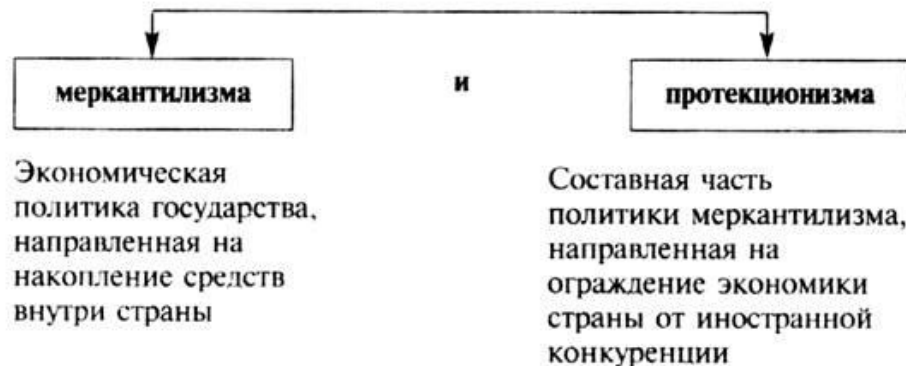 меркантилизма
и
протекционизма
Экономическая
политика государства,
направленная на
накопление средств
внутри страны
Составная часть
политики меркантилизма,
направленная на
ограждение экономики
страны от иностранной
конкуренции